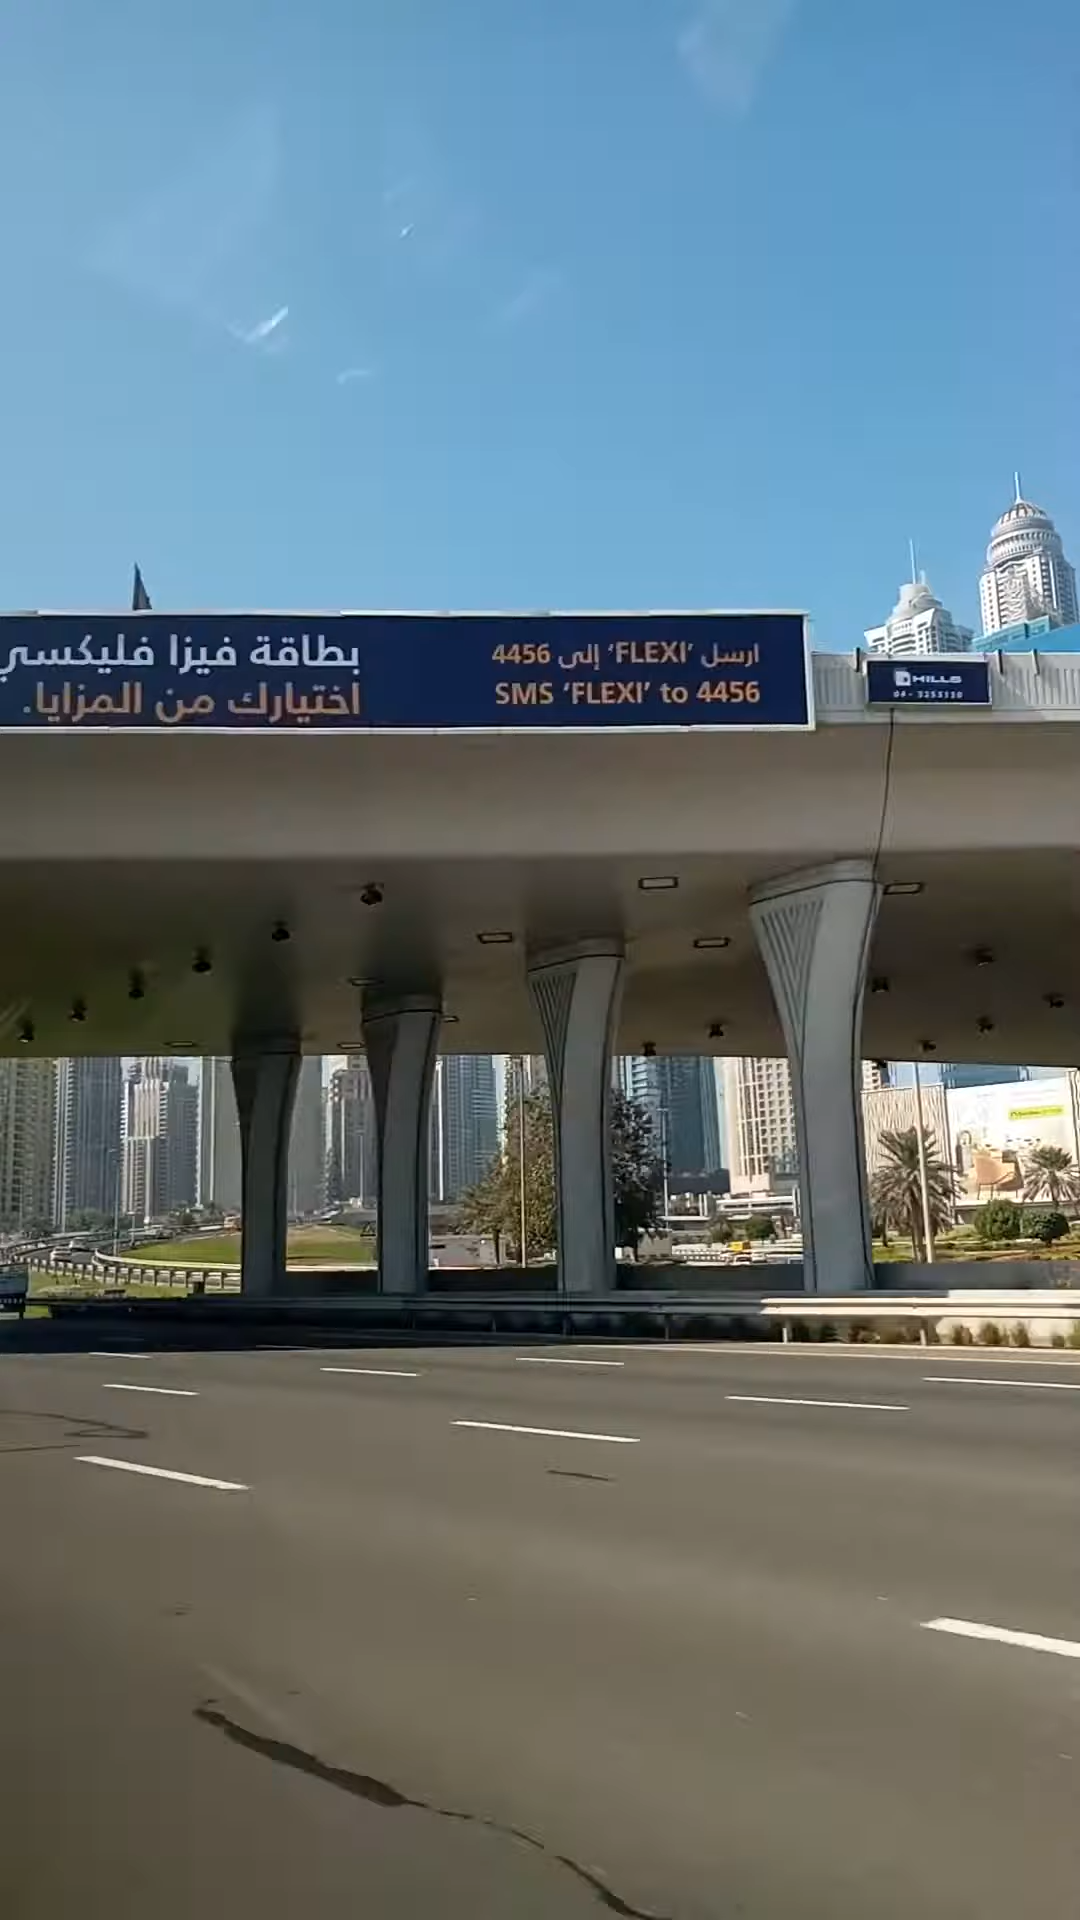 بطاقة فيزا فليكسي
اختيارك من المزايا.
ارسل ‘FLEXI’ إلى 4456
SMS ‘FLEXI’ to 4456
HILLS